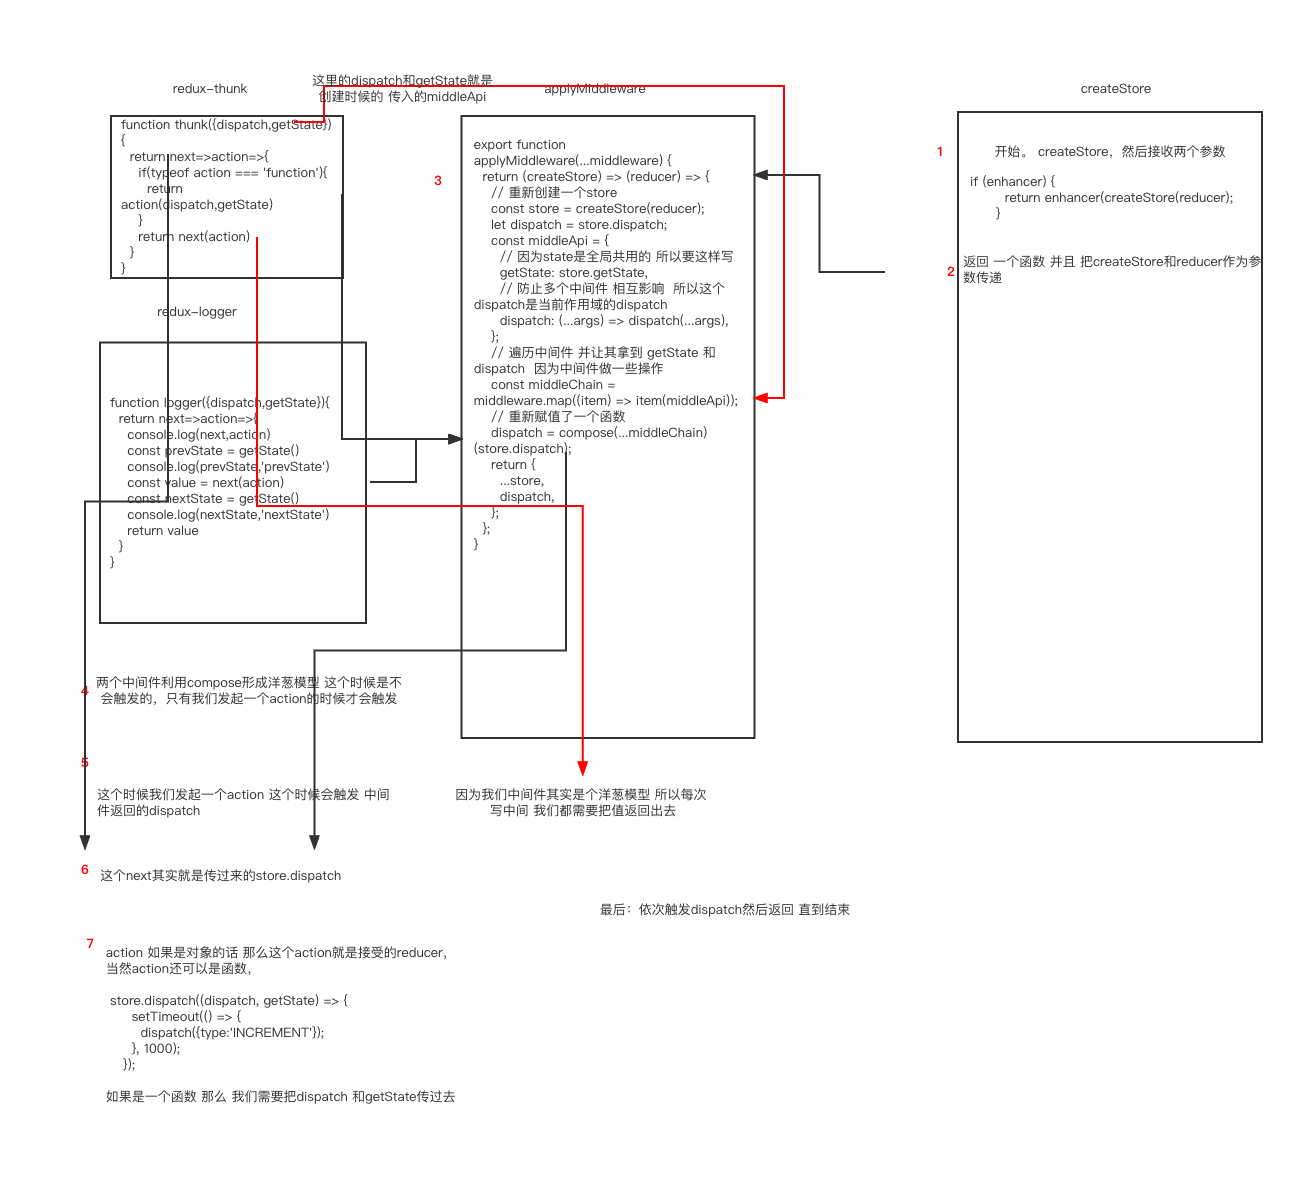 redux-thunk
这里的dispatch和getState就是
创建时候的 传入的middleApi
function thunk({dispatch,getState})
{
return next=>action=>{
if(typeof action === 'function'){
return
action(dispatch,getState)
}
return next(action)
}
}
redux-logger
function logger({dispatch,getState}){
return next=>action=>{
console.log(next,action)
const prevState = getState()
console.log(prevState,'prevState')
const value = next(action)
const nextState = getState()
console.log(nextState,'nextState')
return value
}
}
applyMiddleware
3
export function
applyMiddleware(...middleware) {
return (createStore) => (reducer) => {
// 重新创建一个store
const store = createStore(reducer);
let dispatch = store.dispatch;
const middleApi = {
// 因为state是全局共用的 所以要这样写
getState: store.getState,
// 防止多个中间件 相互影响 所以这个
dispatch是当前作用域的dispatch
dispatch: (...args) => dispatch(...args),
};
// 遍历中间件 并让其拿到 getState 和
dispatch 因为中间件做一些操作
const middleChain =
middleware.map((item) => item(middleApi));
// 重新赋值了一个函数
dispatch = compose(...middleChain)
(store.dispatch);
return {
...store,
dispatch,
};
};
}
createStore
1
开始。 createStore，然后接收两个参数
if (enhancer) {
return enhancer(createStore(reducer);
}
2
返回 一个函数 并且 把createStore和reducer作为参
数传递
4
两个中间件利用compose形成洋葱模型 这个时候是不
会触发的，只有我们发起一个action的时候才会触发
5
这个时候我们发起一个action 这个时候会触发 中间
件返回的dispatch
因为我们中间件其实是个洋葱模型 所以每次
写中间 我们都需要把值返回出去
6
这个next其实就是传过来的store.dispatch
最后：依次触发dispatch然后返回 直到结束
7
action 如果是对象的话 那么这个action就是接受的reducer，
当然action还可以是函数，
store.dispatch((dispatch, getState) => {
setTimeout(() => {
dispatch({type:'INCREMENT'});
}, 1000);
});
如果是一个函数 那么 我们需要把dispatch 和getState传过去